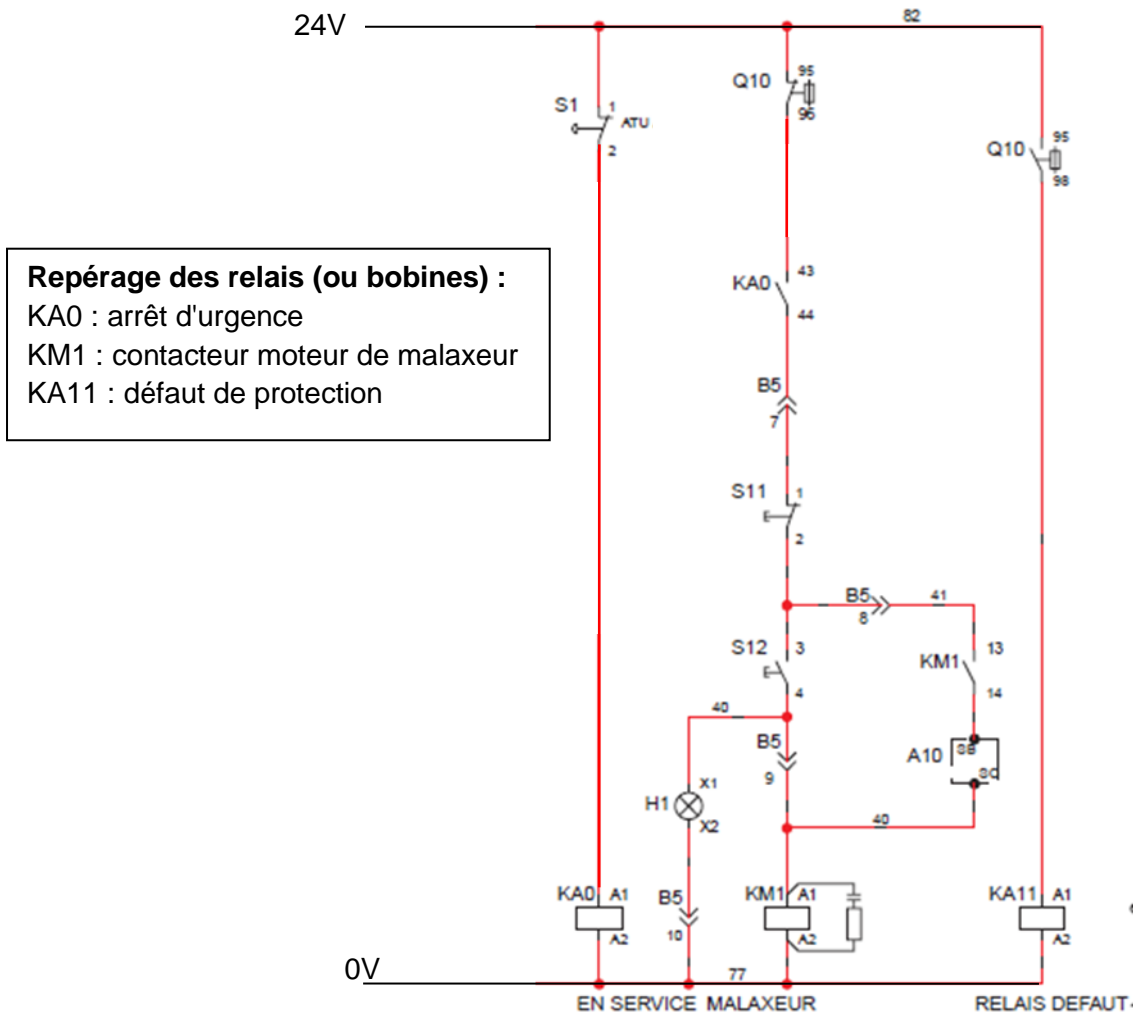 24V
82
Q10 95
96
S1 1
ATU
2
Q10 95
98
Repérage des relais (ou bobines) :
KA0 : arrêt d'urgence
KM1 : contacteur moteur de malaxeur
KA11 : défaut de protection
KA0 43
44
B5
7
S11 1
2
B5 41
8
S12 3
4
KM1 13
14
40
B5
9
A10 8B
8C
H1 X1
X2
40
KA0 A1
A2
B5
10
KM1 A1
A2
KA11 A1
A2
0V
77
EN SERVICE MALAXEUR
RELAIS DEFAUT